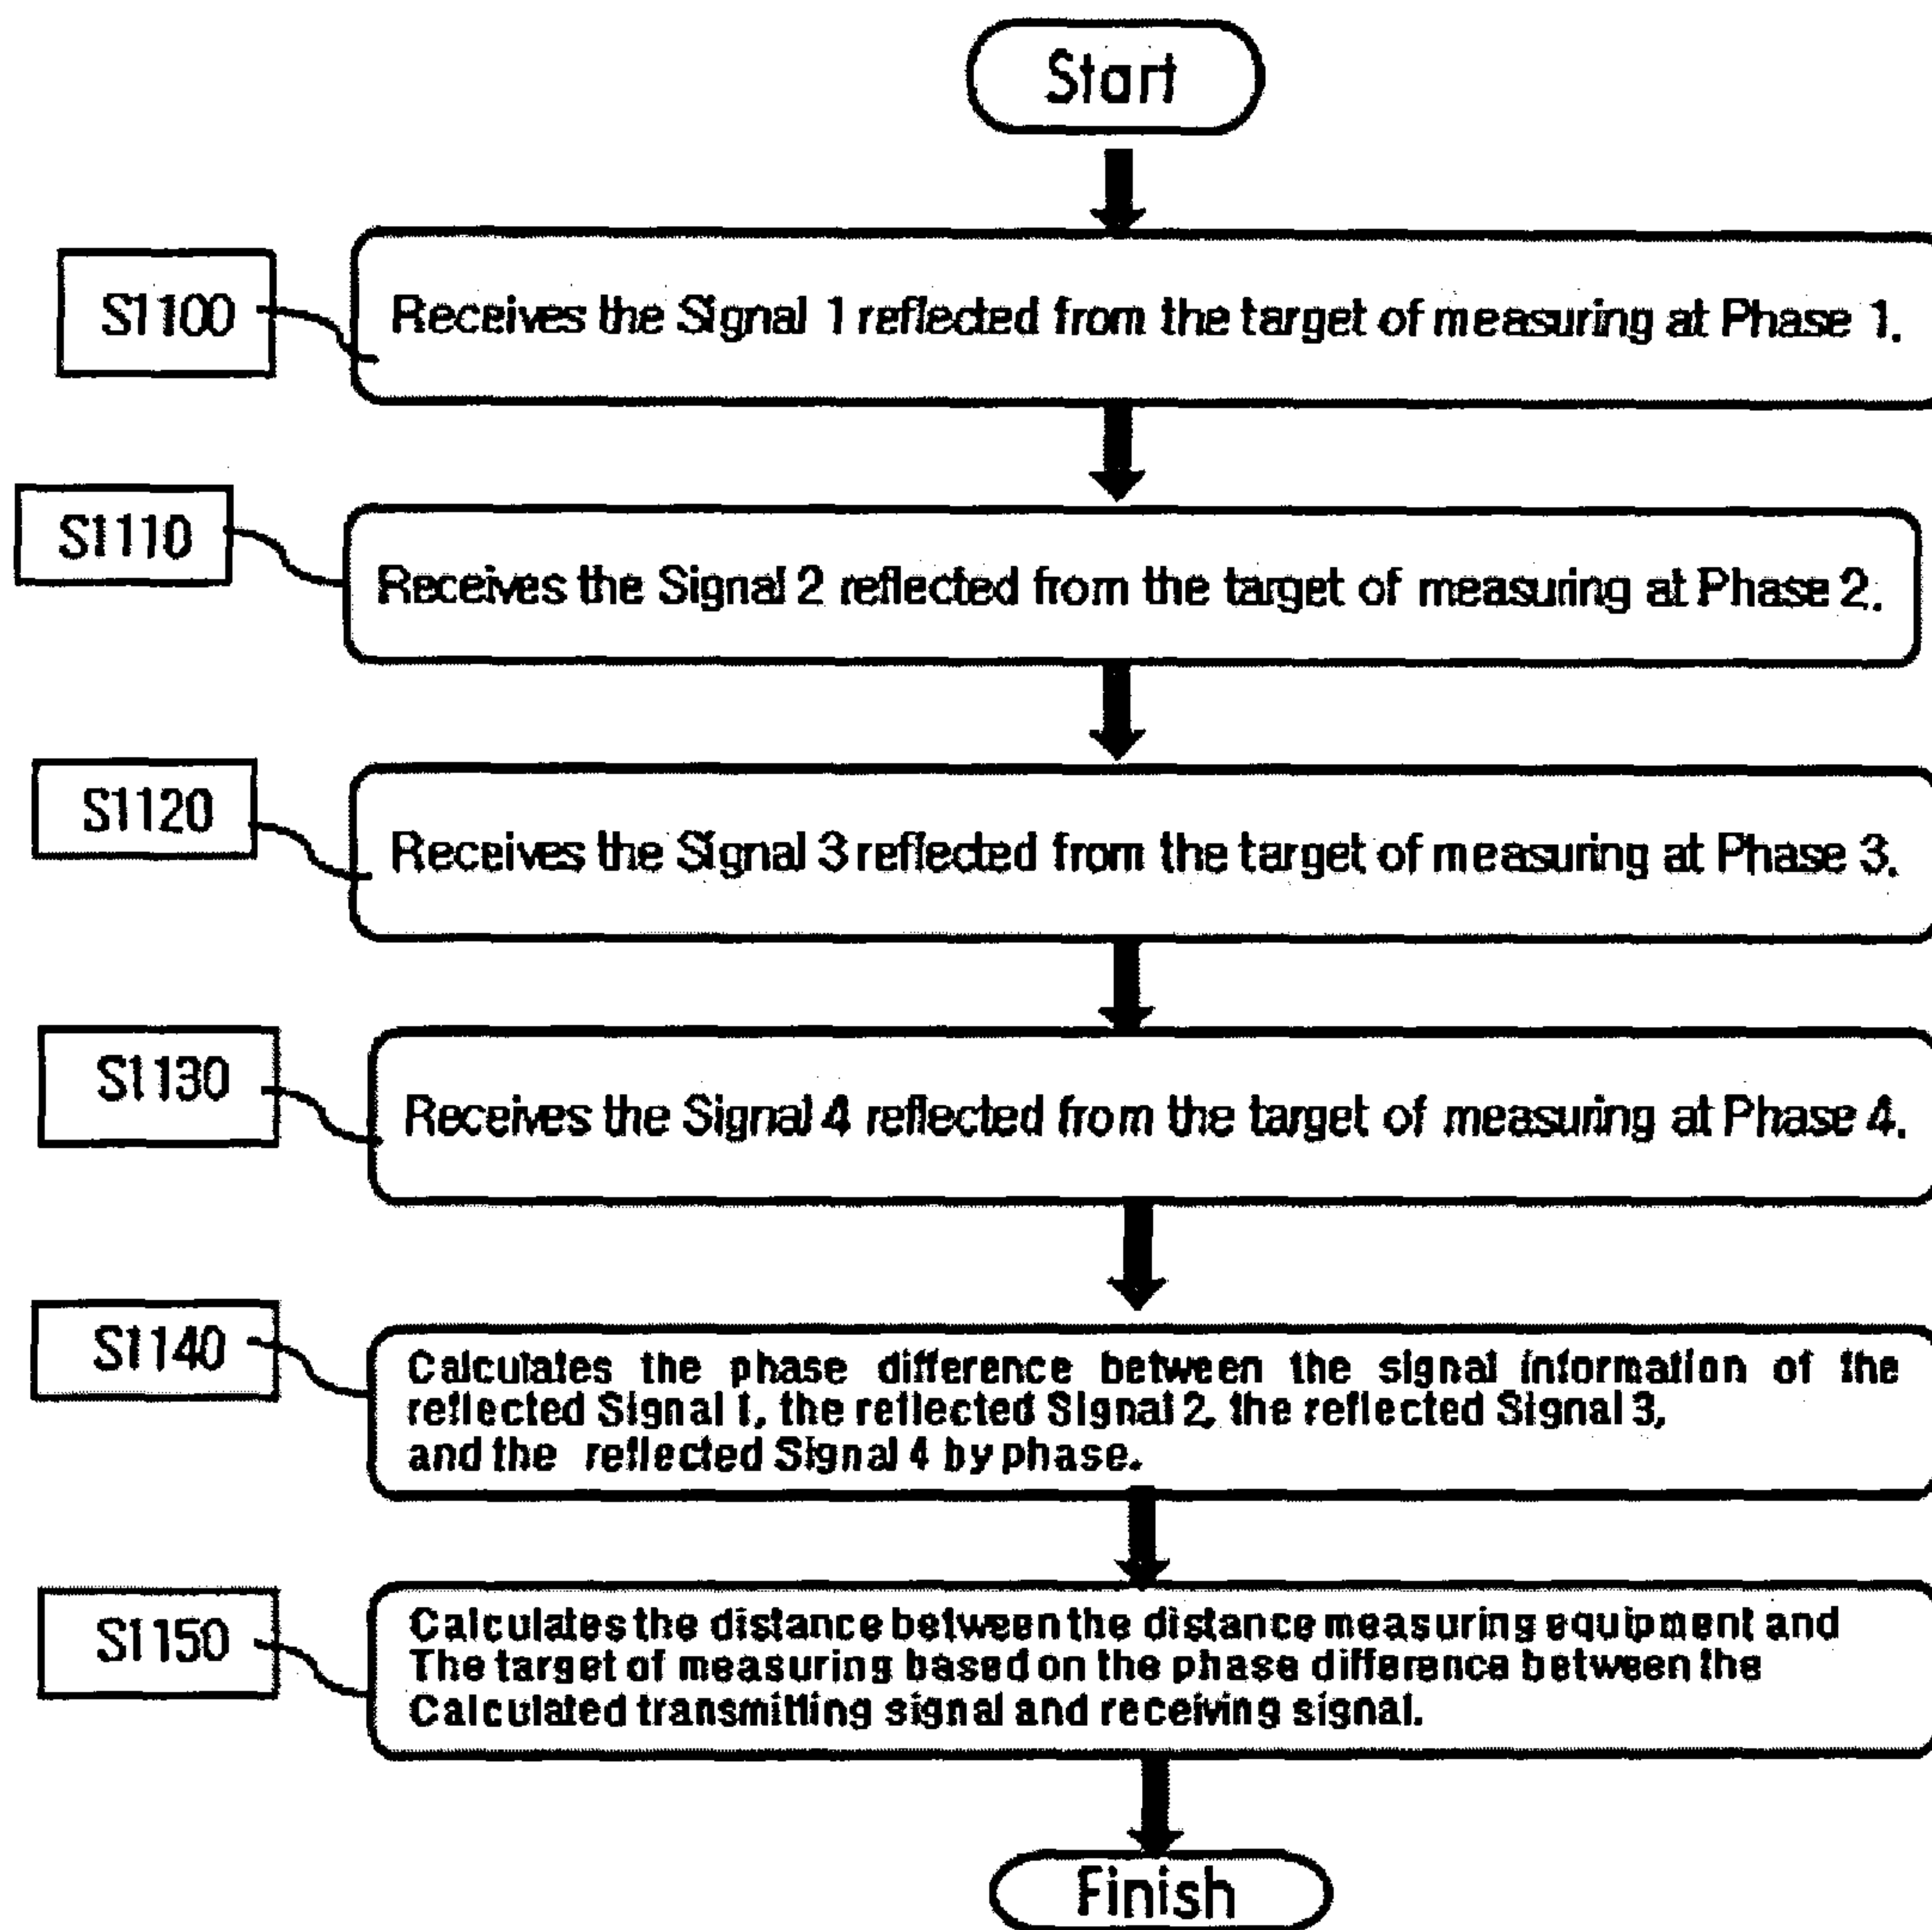 Start
S1100
Receives the Signal 1 reflected from the target of measuring at Phase 1.
S1110
Receives the Signal 2 reflected from the target of measuring at Phase 2.
S1120
Receives the Signal 3 reflected from the target of measuring at Phase 3.
S1130
Receives the Signal 4 reflected from the target of measuring at Phase 4.
S1140
Calculates the phase difference between the signal information of the
reflected Signal 1, the reflected Signal 2, the reflected Signal 3,
and the reflected Signal 4 by phase.
S1150
Calculates the distance between the distance measuring equipment and
The target of measuring based on the phase difference between the
Calculated transmitting signal and receiving signal.
Finish